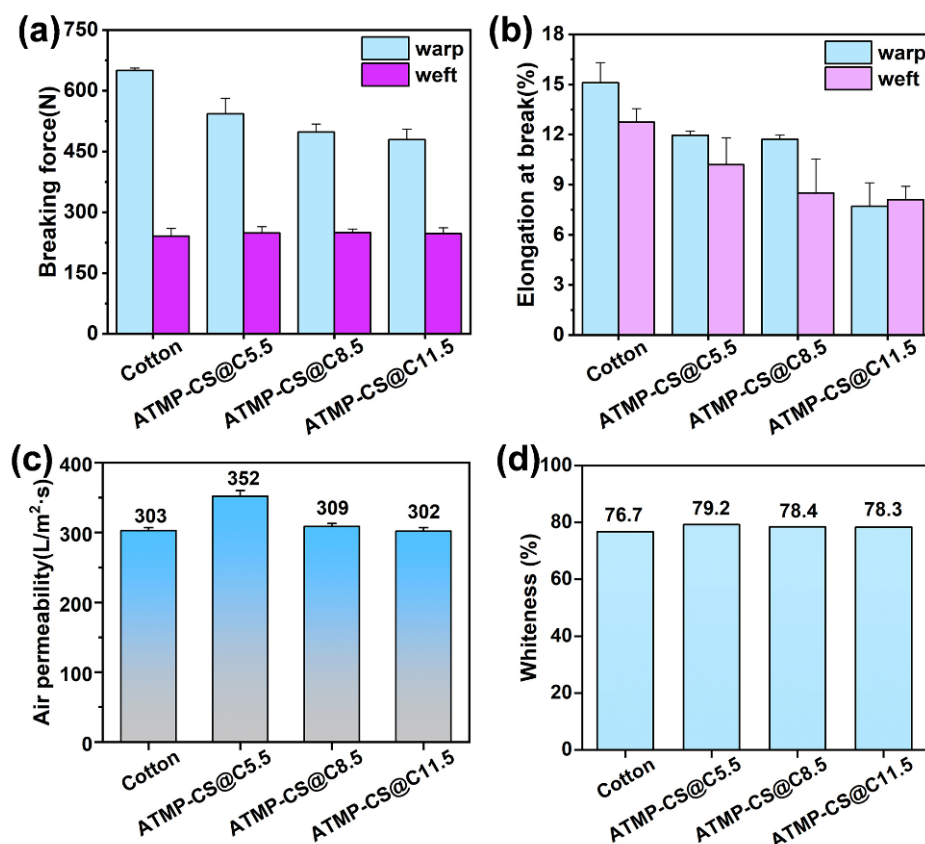 (a)
750
600
450
300
150
0
Breaking force(N)
warp
weft
Cotton
ATMP-CS@C5.5
ATMP-CS@C8.5
ATMP-CS@C11.5
(b)
18
15
12
9
6
3
0
Elongation at break(%)
warp
weft
Cotton
ATMP-CS@C5.5
ATMP-CS@C8.5
ATMP-CS@C11.5
(c)
400
300
200
100
0
Air permeability(L/m²·s)
303
352
309
302
Cotton
ATMP-CS@C5.5
ATMP-CS@C8.5
ATMP-CS@C11.5
(d)
100
80
60
40
20
0
Whiteness (%)
76.7
79.2
78.4
78.3
Cotton
ATMP-CS@C5.5
ATMP-CS@C8.5
ATMP-CS@C11.5